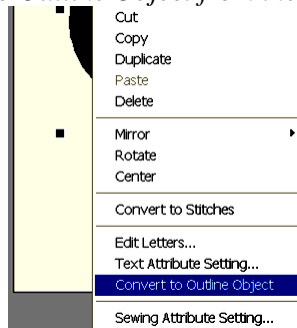 Cut
Copy
Duplicate
Paste
Delete
Mirror
Rotate
Center
Convert to Stitches
Edit Letters...
Text Attribute Setting...
Convert to Outline Object
Sewing Attribute Setting...